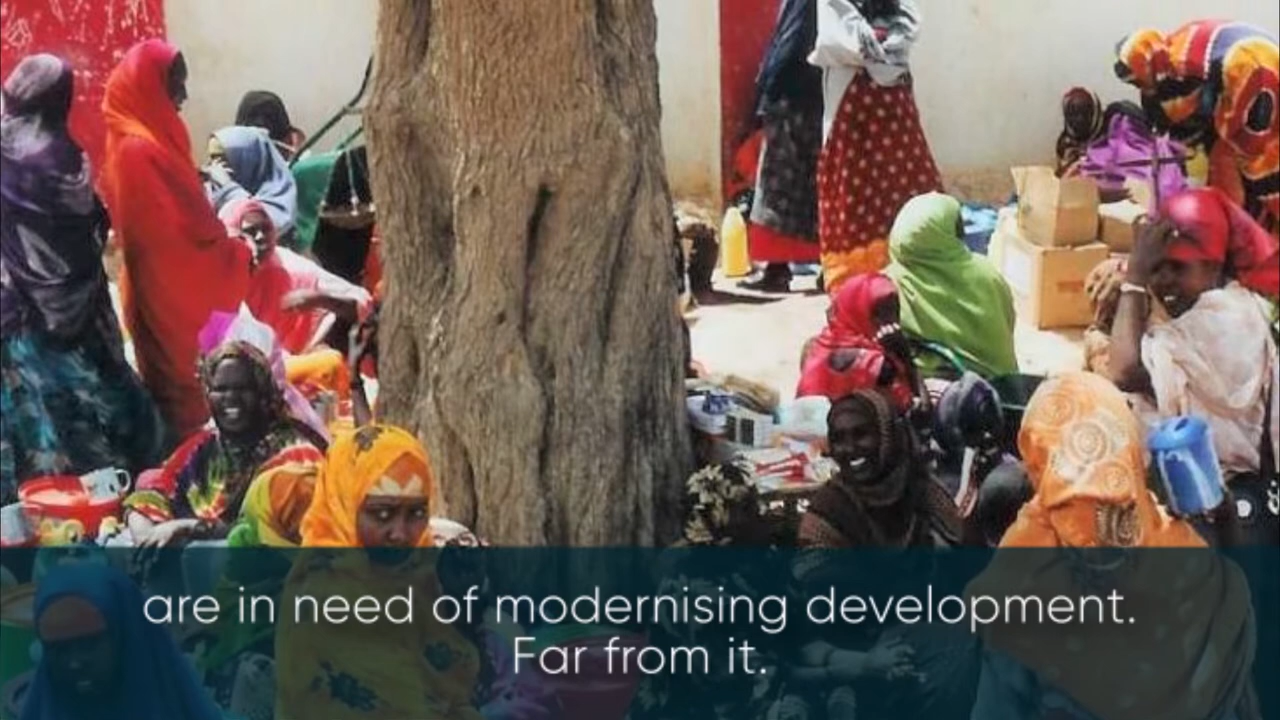 are in need of modernising development.
Far from it.